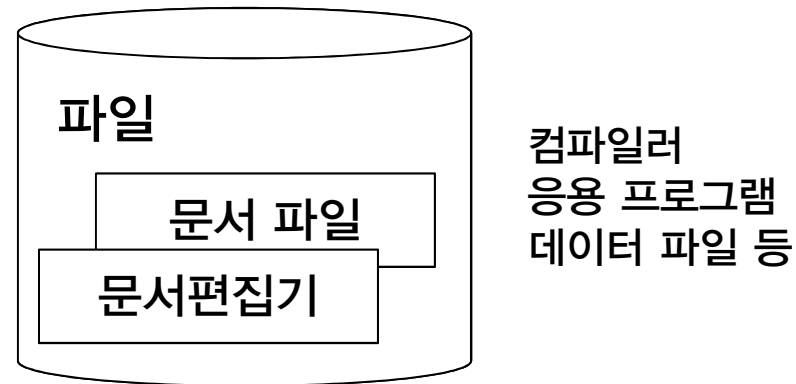 파일
문서 파일
문서편집기
컴파일러
응용 프로그램
데이터 파일 등